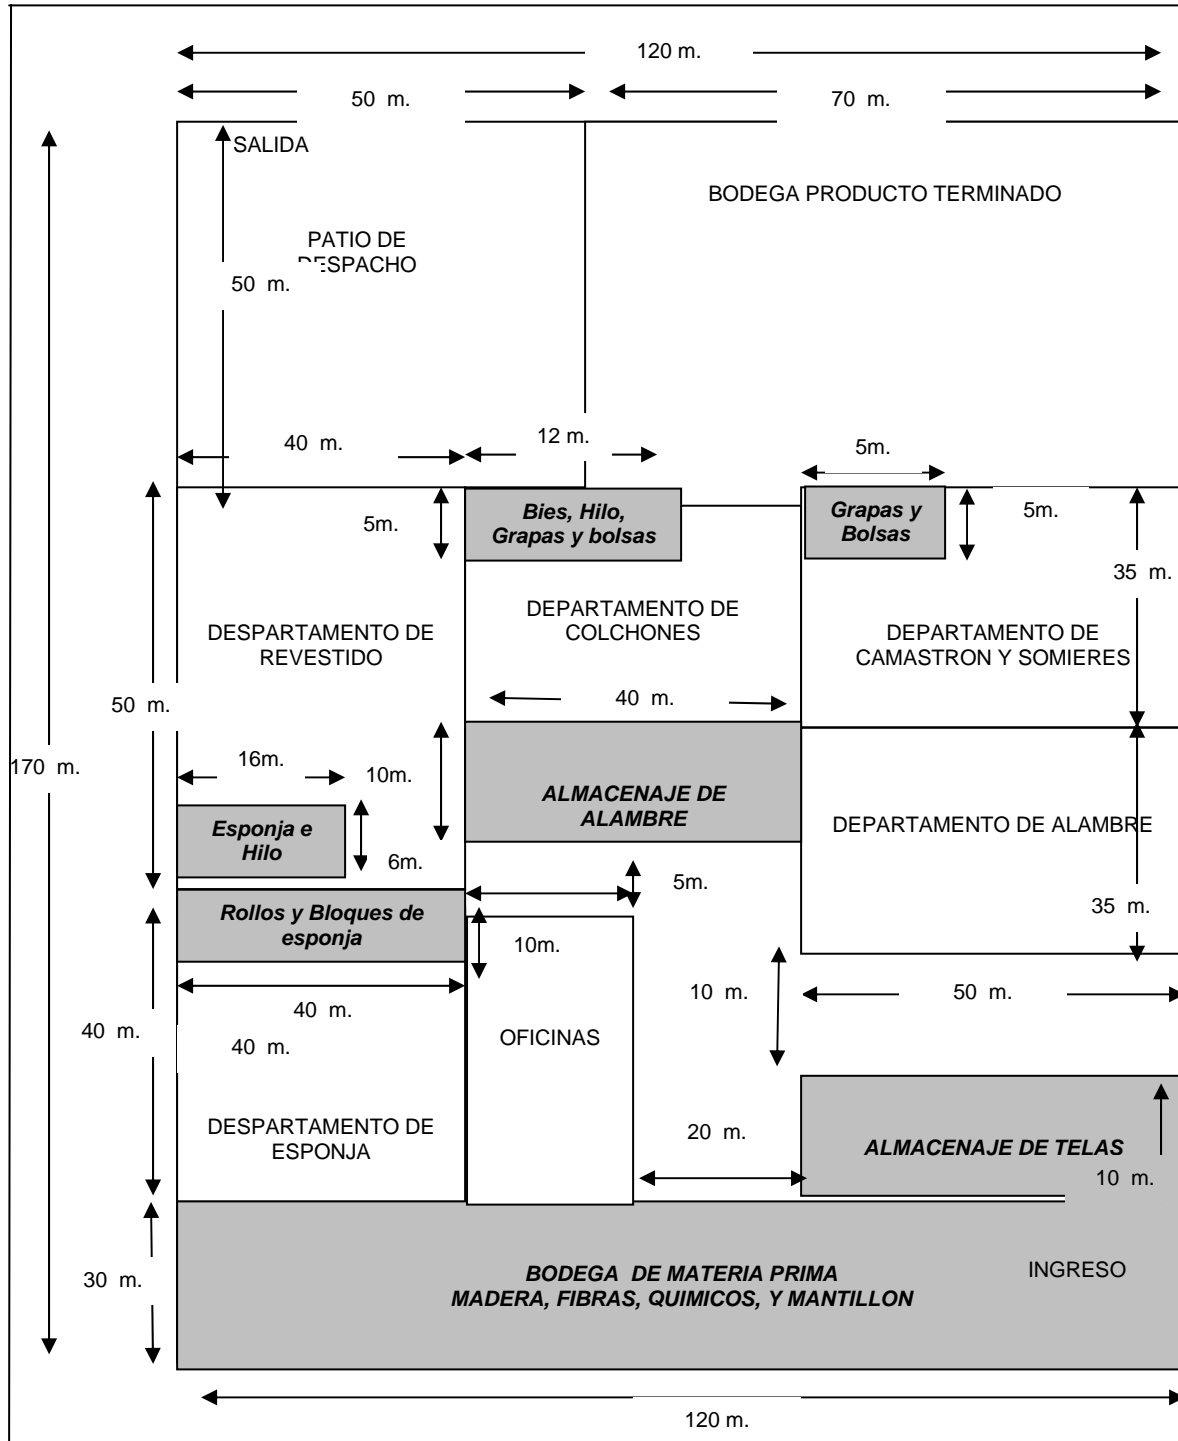 120 m.
50 m.
70 m.
SALIDA
BODEGA PRODUCTO TERMINADO
PATIO DE
DESPACHO
50 m.
40 m.
12 m.
5m.
5m.
Bies, Hilo,
Grapas y bolsas
Grapas y
Bolsas
5m.
35 m.
DESPARTAMENTO DE
REVESTIDO
DEPARTAMENTO DE
COLCHONES
DEPARTAMENTO DE
CAMASTRON Y SOMIERES
50 m.
40 m.
170 m.
16m.
10m.
ALMACENAJE DE
ALAMBRE
DEPARTAMENTO DE ALAMBRE
Esponja e
Hilo
6m.
5m.
Rollos y Bloques de
esponja
35 m.
10m.
10 m.
50 m.
40 m.
40 m.
40 m.
OFICINAS
DESPARTAMENTO DE
ESPONJA
20 m.
ALMACENAJE DE TELAS
10 m.
30 m.
BODEGA DE MATERIA PRIMA
MADERA, FIBRAS, QUIMICOS, Y MANTILLON
INGRESO
120 m.